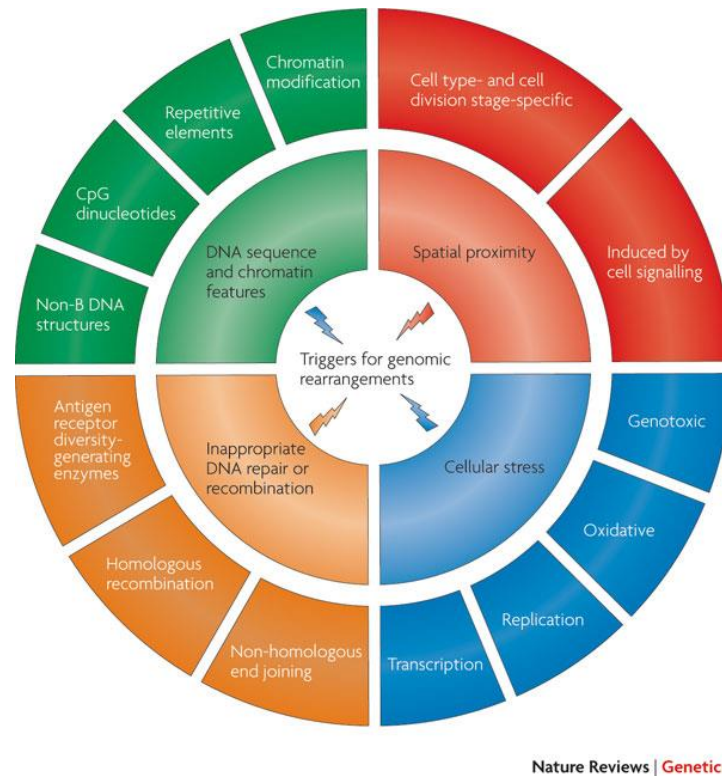 Chromatin
modification
Cell type- and cell
division stage-specific
Repetitive
elements
CpG
dinucleotides
DNA sequence
and chromatin
features
Spatial proximity
Induced by
cell signalling
Non-B DNA
structures
Triggers for genomic
rearrangements
Antigen
receptor
diversity-
generating
enzymes
Inappropriate
DNA repair or
recombination
Cellular stress
Genotoxic
Oxidative
Homologous
recombination
Replication
Non-homologous
end joining
Transcription
Nature Reviews | Genetic